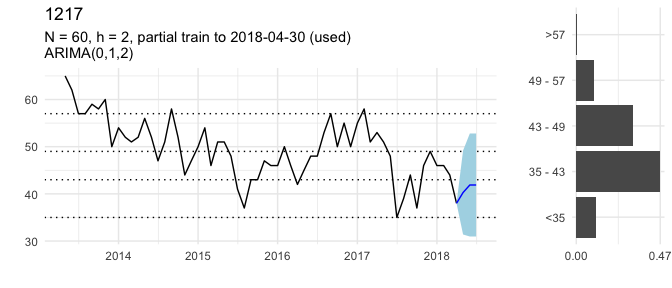 1217
N = 60, h = 2, partial train to 2018-04-30 (used)
ARIMA(0,1,2)
60
50
40
30
2014
2015
2016
2017
2018
>57
49 - 57
43 - 49
35 - 43
<35
0.00
0.47